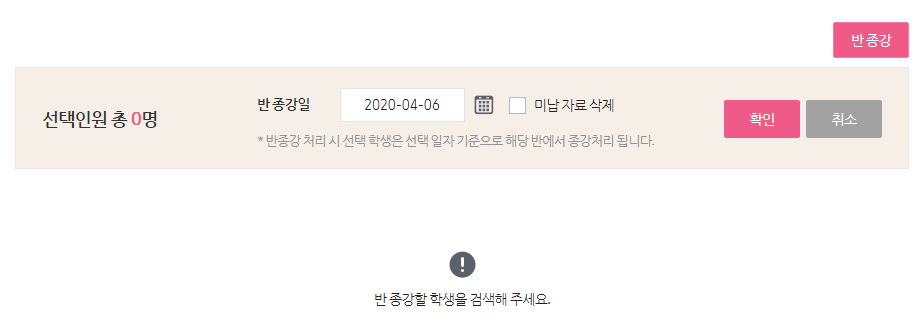 반 종강
선택인원 총 0명
반 종강일 2020-04-06 미납 자료 삭제
* 반종강 처리 시 선택 학생은 선택 일자 기준으로 해당 반에서 종강처리 됩니다.
확인 취소
반 종강할 학생을 검색해 주세요.